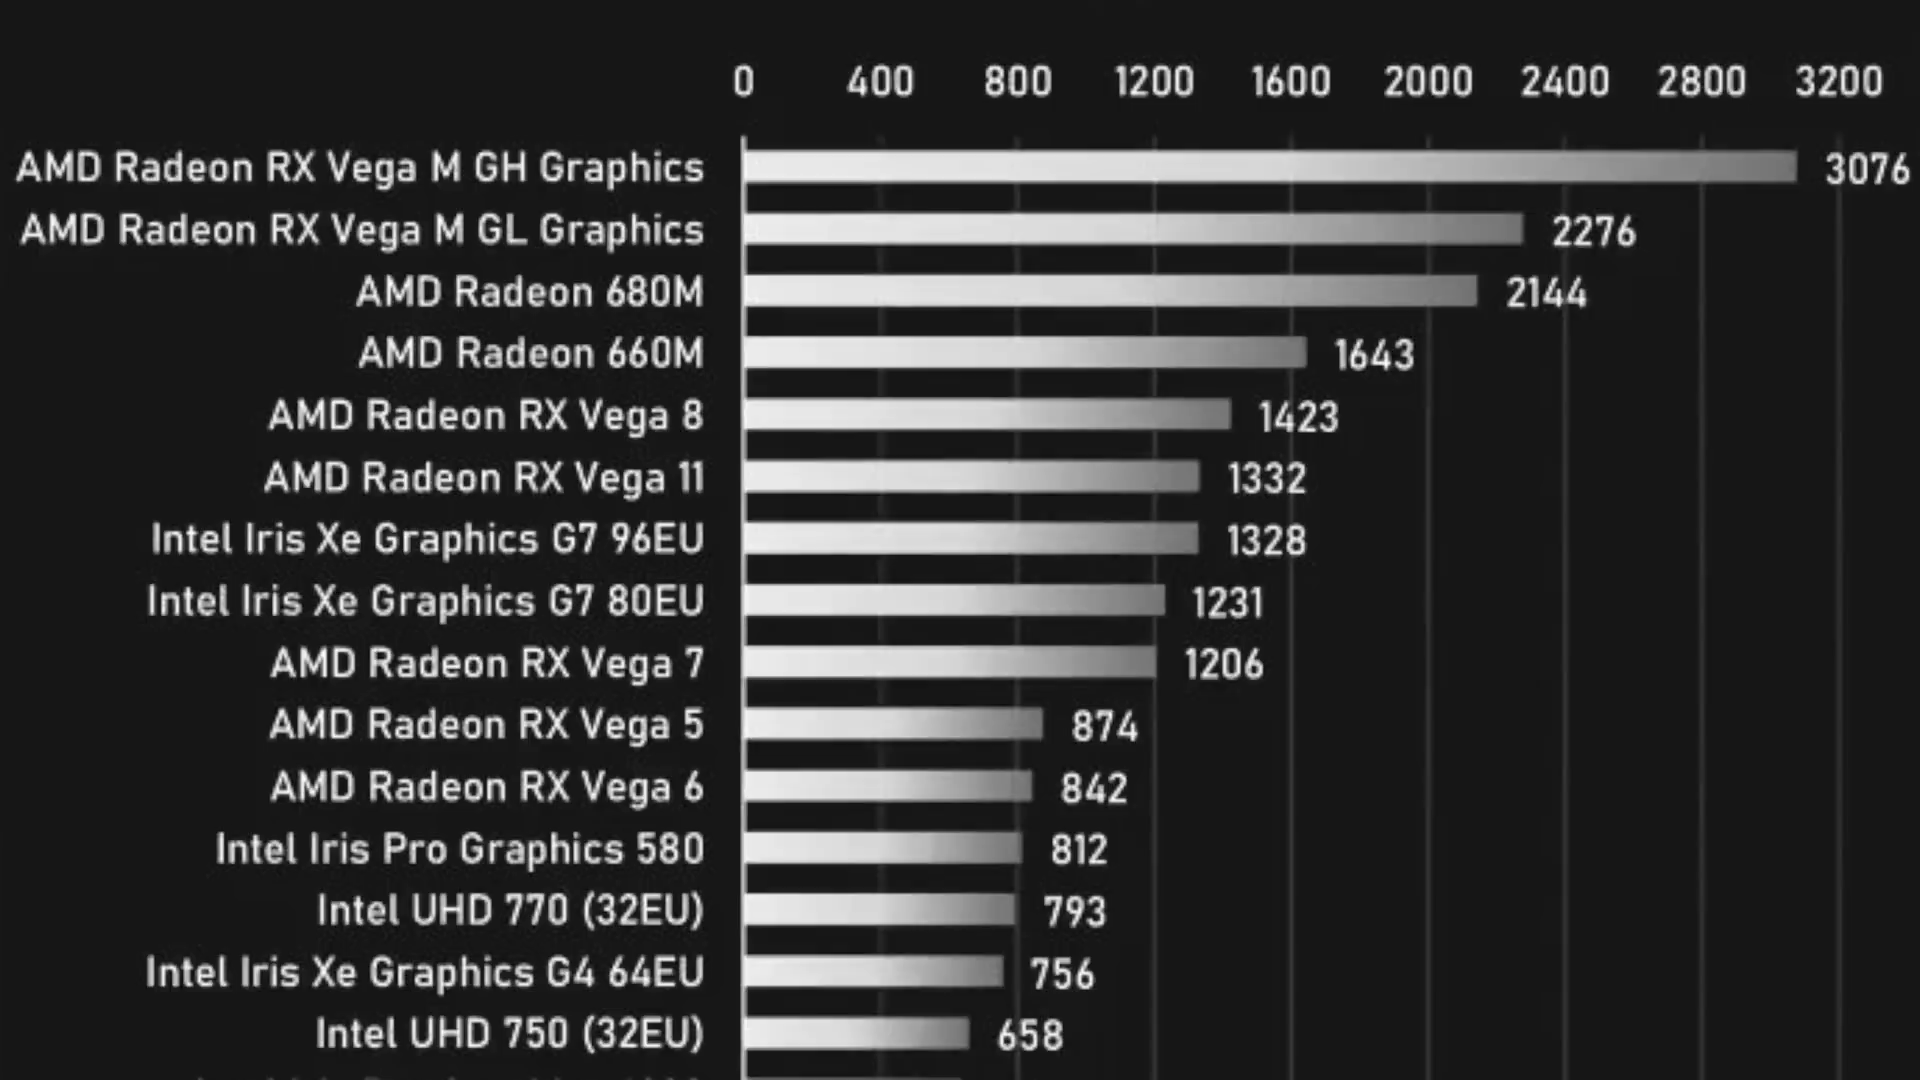 0 400 800 1200 1600 2000 2400 2800 3200
AMD Radeon RX Vega M GH Graphics 3076
AMD Radeon RX Vega M GL Graphics 2276
AMD Radeon 680M 2144
AMD Radeon 660M 1643
AMD Radeon RX Vega 8 1423
AMD Radeon RX Vega 11 1332
Intel Iris Xe Graphics G7 96EU 1328
Intel Iris Xe Graphics G7 80EU 1231
AMD Radeon RX Vega 7 1206
AMD Radeon RX Vega 5 874
AMD Radeon RX Vega 6 842
Intel Iris Pro Graphics 580 812
Intel UHD 770 (32EU) 793
Intel Iris Xe Graphics G4 64EU 756
Intel UHD 750 (32EU) 658